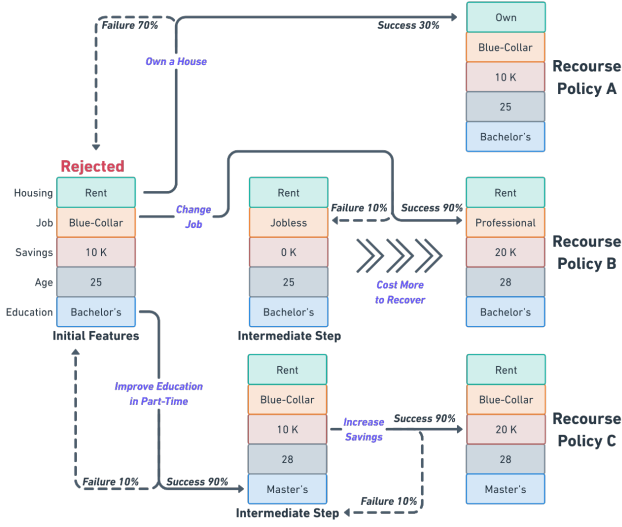 Failure 70%
Success 30%
Own a House
Own
Blue-Collar
10 K
25
Bachelor's
Recourse
Policy A
Rejected
Housing
Rent
Job
Blue-Collar
Savings
10 K
Age
25
Education
Bachelor's
Initial Features
Change
Job
Rent
Jobless
0 K
25
Bachelor's
Intermediate Step
Failure 10%
Success 90%
Cost More
to Recover
Rent
Professional
20 K
28
Bachelor's
Recourse
Policy B
Improve Education
in Part-Time
Failure 10%
Success 90%
Rent
Blue-Collar
10 K
28
Master's
Intermediate Step
Increase
Savings
Success 90%
Failure 10%
Rent
Blue-Collar
20 K
28
Master's
Recourse
Policy C